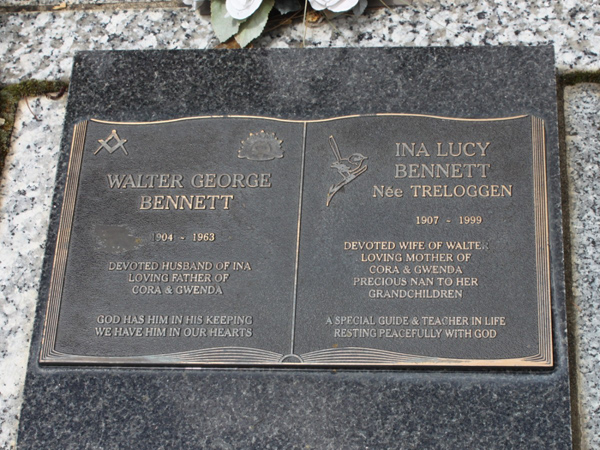 WALTER GEORGE
BENNETT
1904 - 1963
DEVOTED HUSBAND OF INA
LOVING FATHER OF
CORA & GWENDA
GOD HAS HIM IN HIS KEEPING
WE HAVE HIM IN OUR HEARTS
INA LUCY
BENNETT
Née TRELOGGEN
1907 - 1999
DEVOTED WIFE OF WALTER
LOVING MOTHER OF
CORA & GWENDA
PRECIOUS NAN TO HER
GRANDCHILDREN
A SPECIAL GUIDE & TEACHER IN LIFE
RESTING PEACEFULLY WITH GOD